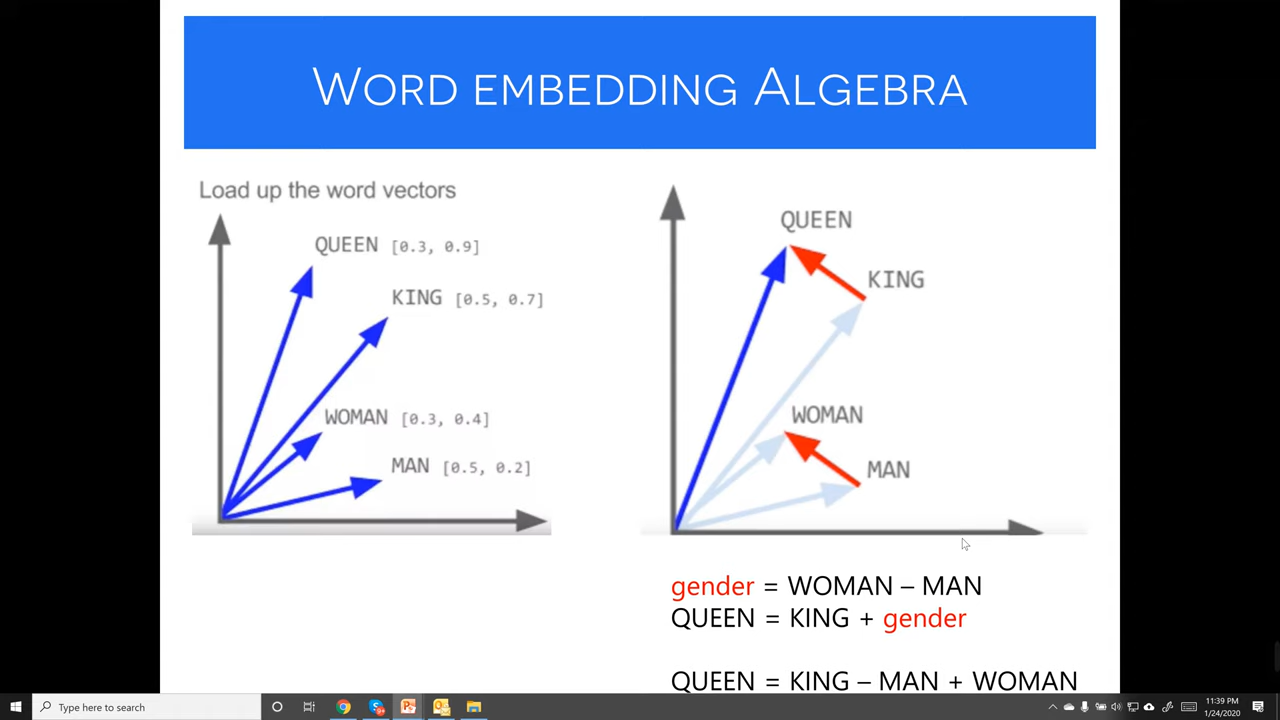 WORD EMBEDDING ALGEBRA
Load up the word vectors
QUEEN [0.3, 0.9]
KING [0.5, 0.7]
WOMAN [0.3, 0.4]
MAN [0.5, 0.2]
QUEEN
KING
WOMAN
MAN
gender = WOMAN – MAN
QUEEN = KING + gender
QUEEN = KING – MAN + WOMAN
Type here to search
11:39 PM
1/24/2020